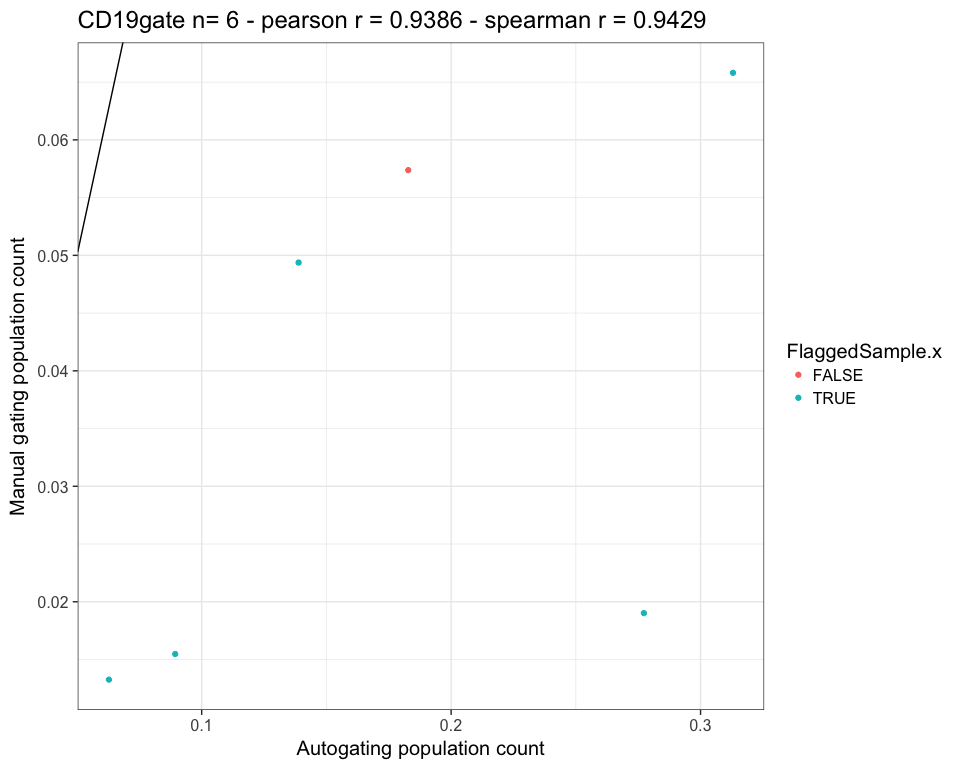 CD19gate n= 6 - pearson r = 0.9386 - spearman r = 0.9429
Manual gating population count
0.06
0.05
0.04
0.03
0.02
0.1
0.2
0.3
Autogating population count
FlaggedSample.x
FALSE
TRUE